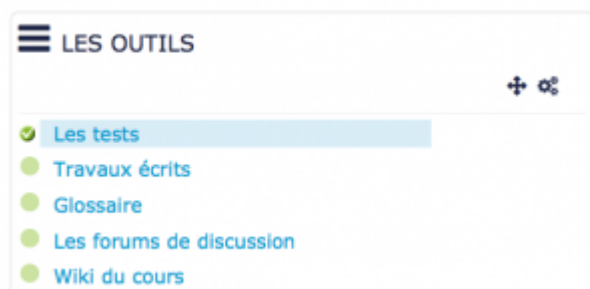 LES OUTILS
Les tests
Travaux écrits
Glossaire
Les forums de discussion
Wiki du cours